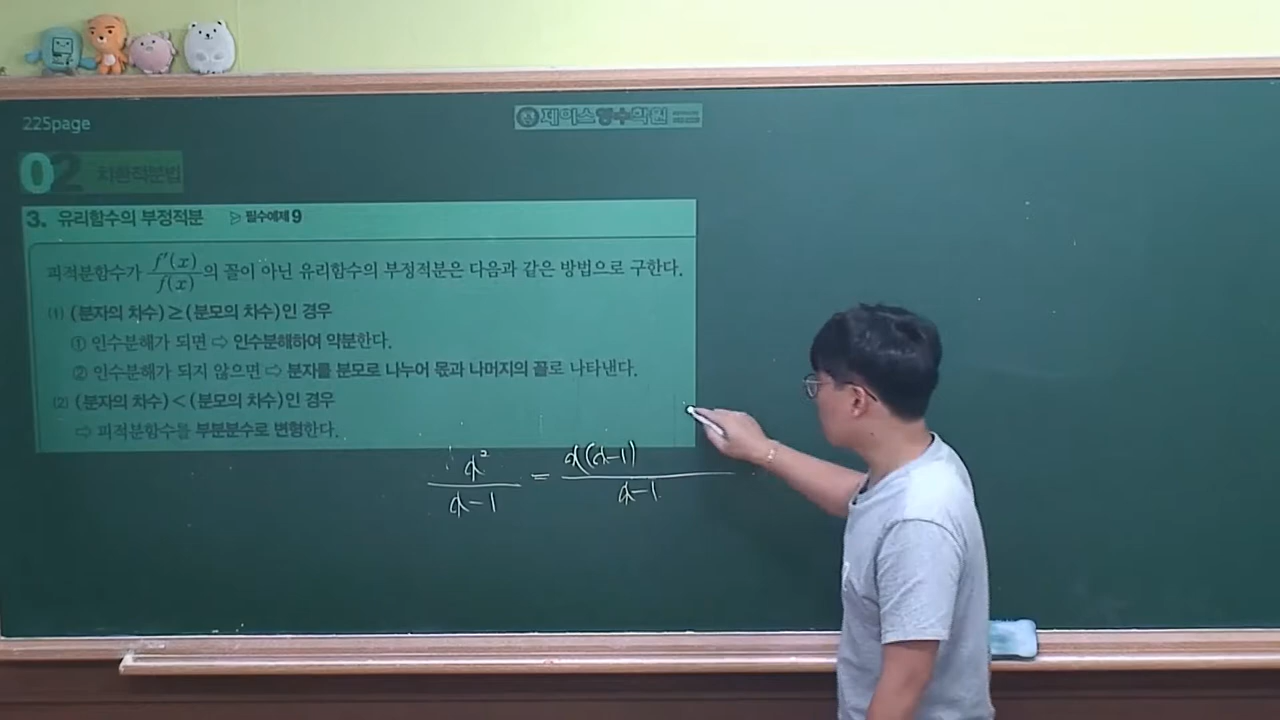 225page
제이스영수학원
02 치환적분법
3. 유리함수의 부정적분 ▷ 필수예제 9
피적분함수가 f'(x)/f(x)의 꼴이 아닌 유리함수의 부정적분은 다음과 같은 방법으로 구한다.
(1) (분자의 차수)≥(분모의 차수)인 경우
① 인수분해가 되면 ⇨ 인수분해하여 약분한다.
② 인수분해가 되지 않으면 ⇨ 분자를 분모로 나누어 몫과 나머지의 꼴로 나타낸다.
(2) (분자의 차수)<(분모의 차수)인 경우
⇨ 피적분함수를 부분분수로 변형한다.
x²/(x-1) = x(x-1)/(x-1)